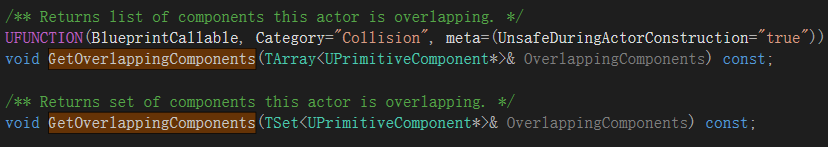 /** Returns list of components this actor is overlapping. */
UFUNCTION(BlueprintCallable, Category="Collision", meta=(UnsafeDuringActorConstruction="true"))
void GetOverlappingComponents(TArray<UPrimitiveComponent*>& OverlappingComponents) const;
/** Returns set of components this actor is overlapping. */
void GetOverlappingComponents(TSet<UPrimitiveComponent*>& OverlappingComponents) const;